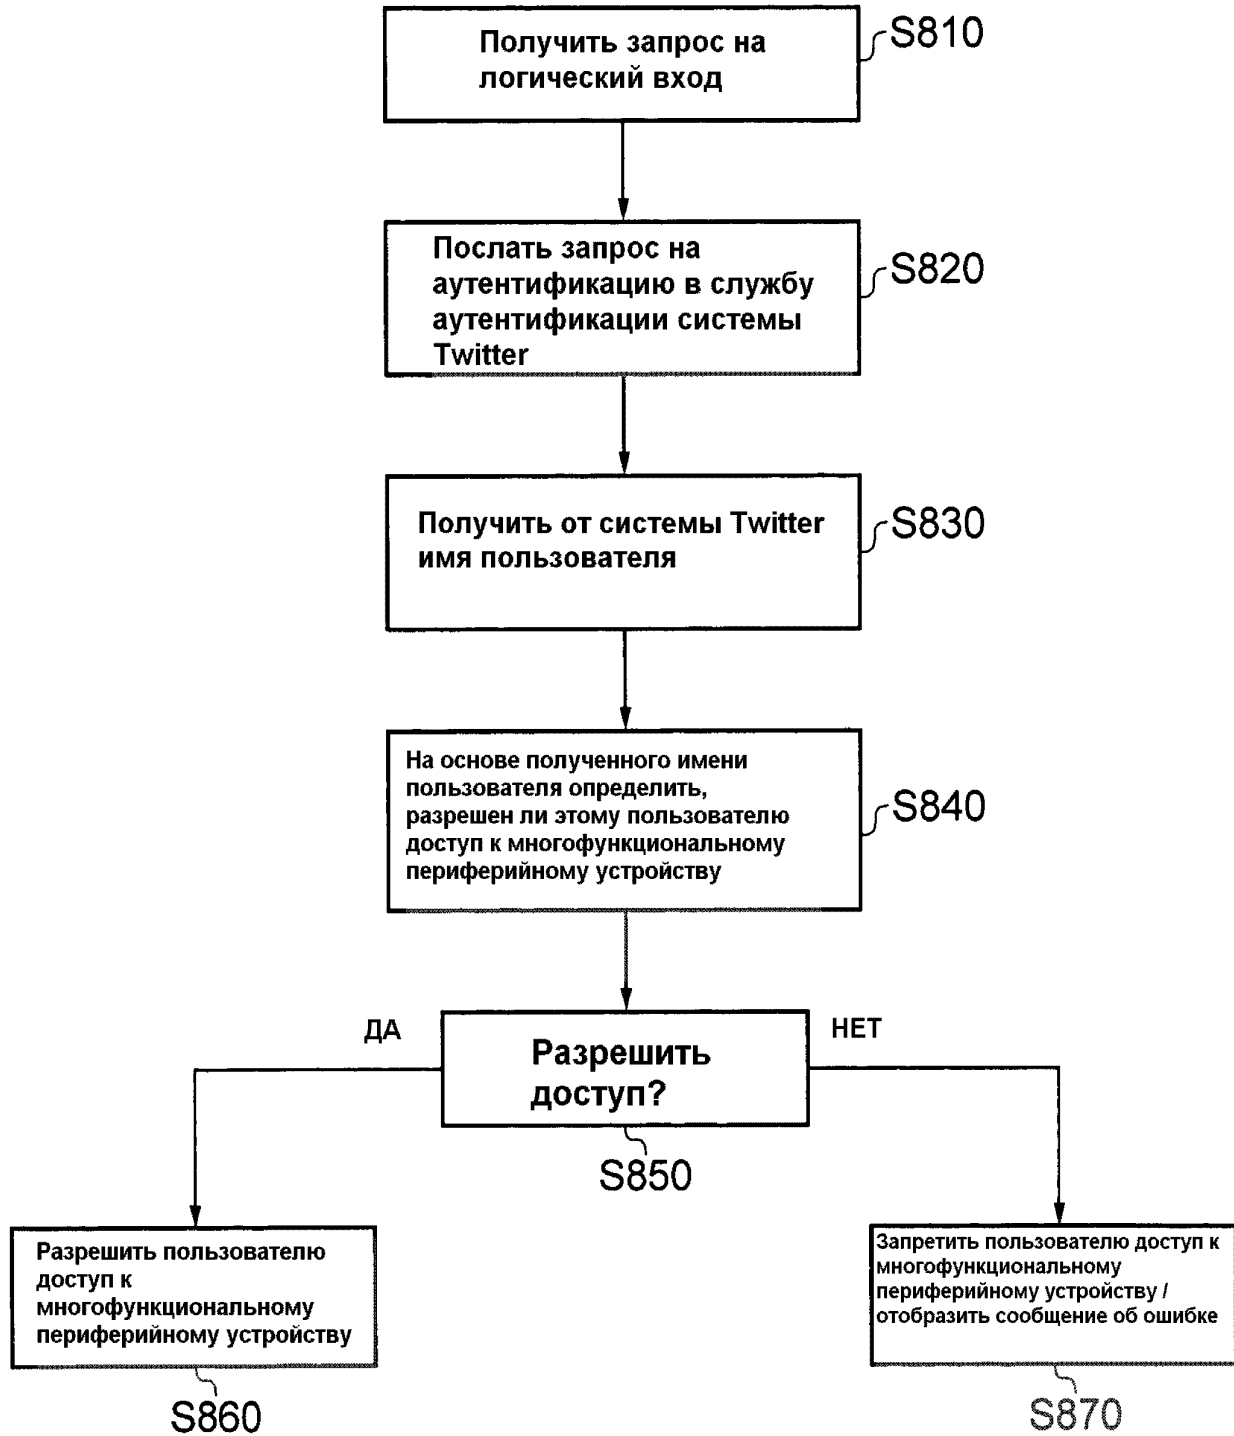 Получить запрос на
логический вход
S810
Послать запрос на
аутентификацию в службу
аутентификации системы
Twitter
S820
Получить от системы Twitter
имя пользователя
S830
На основе полученного имени
пользователя определить,
разрешен ли этому пользователю
доступ к многофункциональному
периферийному устройству
S840
ДА
Разрешить
доступ?
НЕТ
S850
Разрешить пользователю
доступ к
многофункциональному
периферийному устройству
S860
Запретить пользователю доступ к
многофункциональному
периферийному устройству /
отобразить сообщение об ошибке
S870